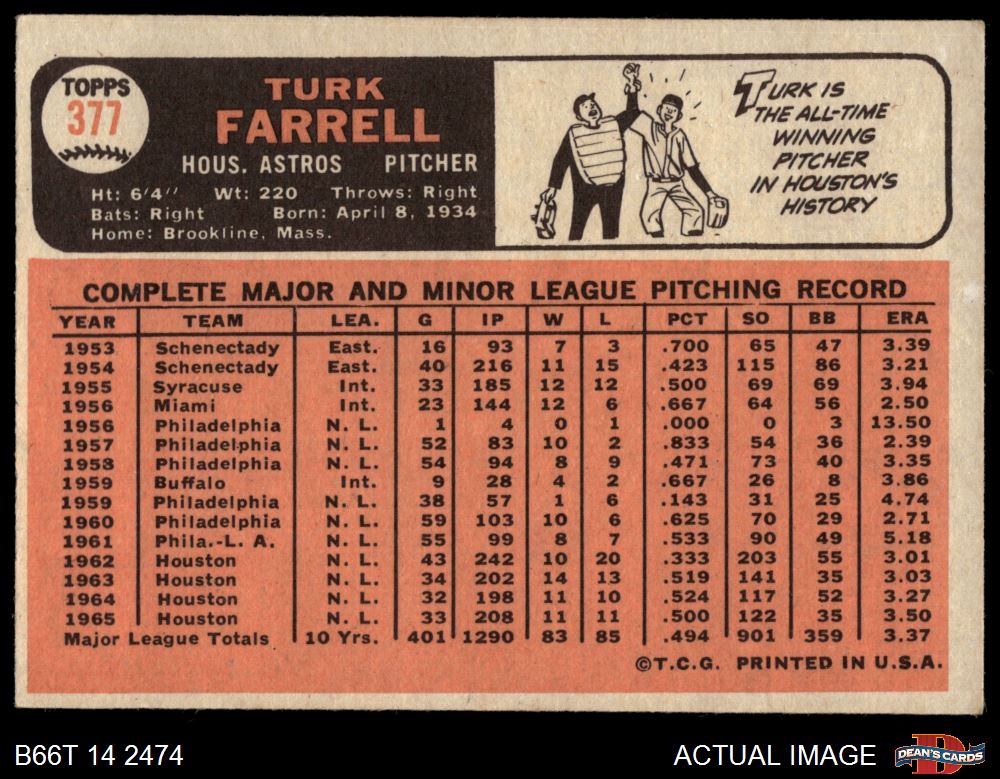 TOPPS
377
TURK
FARRELL
HOUS. ASTROS PITCHER
Ht: 6'4" Wt: 220 Throws: Right
Bats: Right Born: April 8, 1934
Home: Brookline, Mass.
TURK IS
THE ALL-TIME
WINNING
PITCHER
IN HOUSTON'S
HISTORY
COMPLETE MAJOR AND MINOR LEAGUE PITCHING RECORD
YEAR TEAM LEA. G IP W L PCT SO BB ERA
1953 Schenectady East. 16 93 7 3 .700 65 47 3.39
1954 Schenectady East. 40 216 11 15 .423 115 86 3.21
1955 Syracuse Int. 33 185 12 12 .500 69 69 3.94
1956 Miami Int. 23 144 12 6 .667 64 56 2.50
1956 Philadelphia N. L. 1 4 0 1 .000 0 3 13.50
1957 Philadelphia N. L. 52 83 10 2 .833 54 36 2.39
1958 Philadelphia N. L. 54 94 8 9 .471 73 40 3.35
1959 Buffalo Int. 9 28 4 2 .667 26 8 3.86
1959 Philadelphia N. L. 38 57 1 6 .143 31 25 4.74
1960 Philadelphia N. L. 59 103 10 6 .625 70 29 2.71
1961 Phila.-L. A. N. L. 55 99 8 7 .533 90 49 5.18
1962 Houston N. L. 43 242 10 20 .333 203 55 3.01
1963 Houston N. L. 34 202 14 13 .519 141 35 3.03
1964 Houston N. L. 32 198 11 10 .524 117 52 3.27
1965 Houston N. L. 33 208 11 11 .500 122 35 3.50
Major League Totals 10 Yrs. 401 1290 83 85 .494 901 359 3.37
©T.C.G. PRINTED IN U.S.A.
B66T 14 2474 ACTUAL IMAGE
DEAN'S CARDS